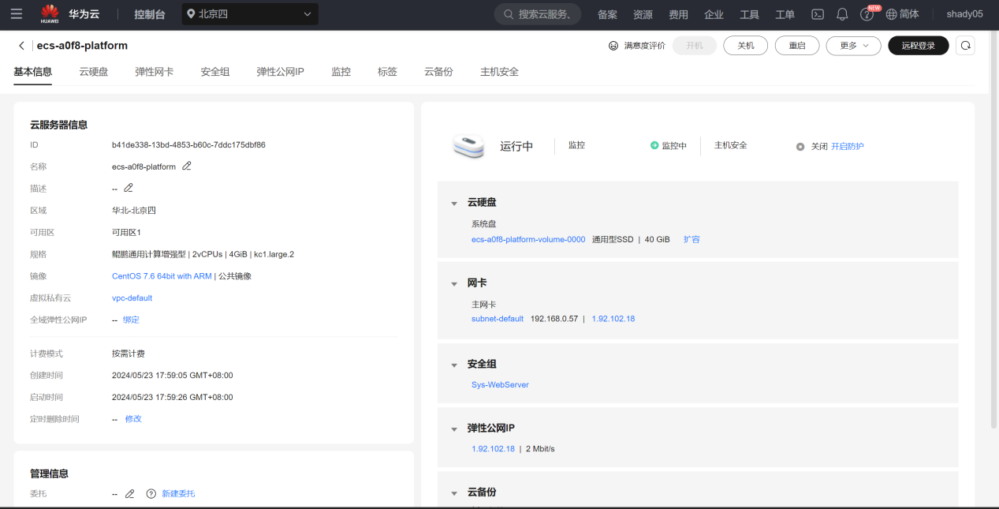 HUAWEI 华为云 控制台 北京四 搜索云服务、 备案 资源 费用 企业 工具 工单 NEW 简体 shady05
ecs-a0f8-platform 满意度评价 开机 关机 重启 更多 远程登录
基本信息 云硬盘 弹性网卡 安全组 弹性公网IP 监控 标签 云备份 主机安全
云服务器信息
ID b41de338-13bd-4853-b60c-7ddc175dbf86
名称 ecs-a0f8-platform
描述 --
区域 华北-北京四
可用区 可用区1
规格 鲲鹏通用计算增强型 | 2vCPUs | 4GiB | kc1.large.2
镜像 CentOS 7.6 64bit with ARM | 公共镜像
虚拟私有云 vpc-default
全域弹性公网IP -- 绑定
计费模式 按需计费
创建时间 2024/05/23 17:59:05 GMT+08:00
启动时间 2024/05/23 17:59:26 GMT+08:00
定时删除时间 -- 修改
管理信息
委托 -- 新建委托
运行中 监控 监控中 主机安全 关闭 开启防护
云硬盘
系统盘
ecs-a0f8-platform-volume-0000 通用型SSD | 40 GiB 扩容
网卡
主网卡
subnet-default 192.168.0.57 | 1.92.102.18
安全组
Sys-WebServer
弹性公网IP
1.92.102.18 | 2 Mbit/s
云备份